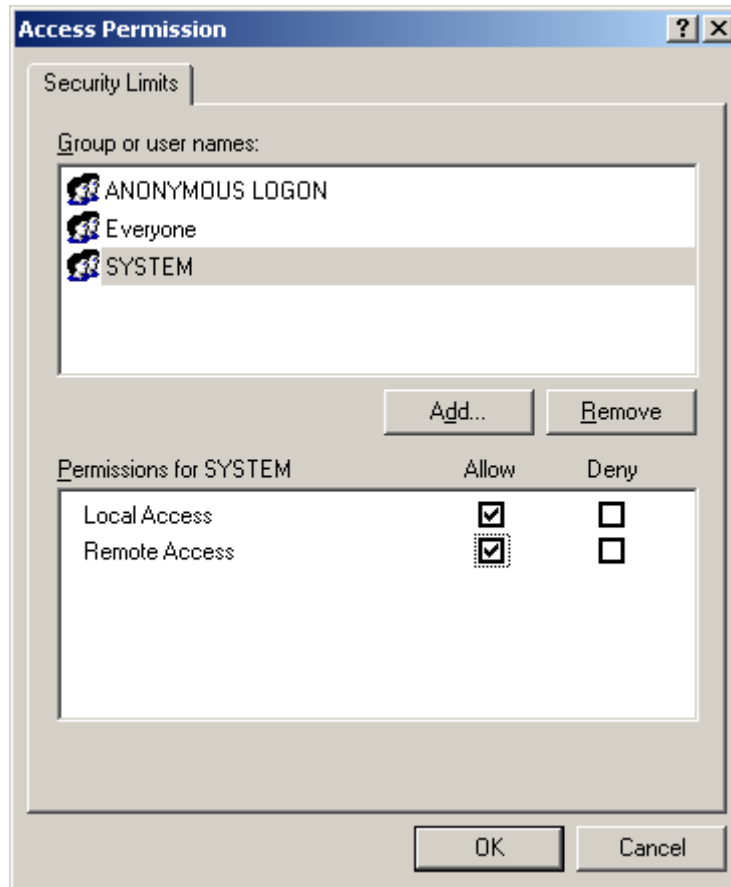 Access Permission
Security Limits
Group or user names:
ANONYMOUS LOGON
Everyone
SYSTEM
Add... Remove
Permissions for SYSTEM Allow Deny
Local Access
Remote Access
OK Cancel